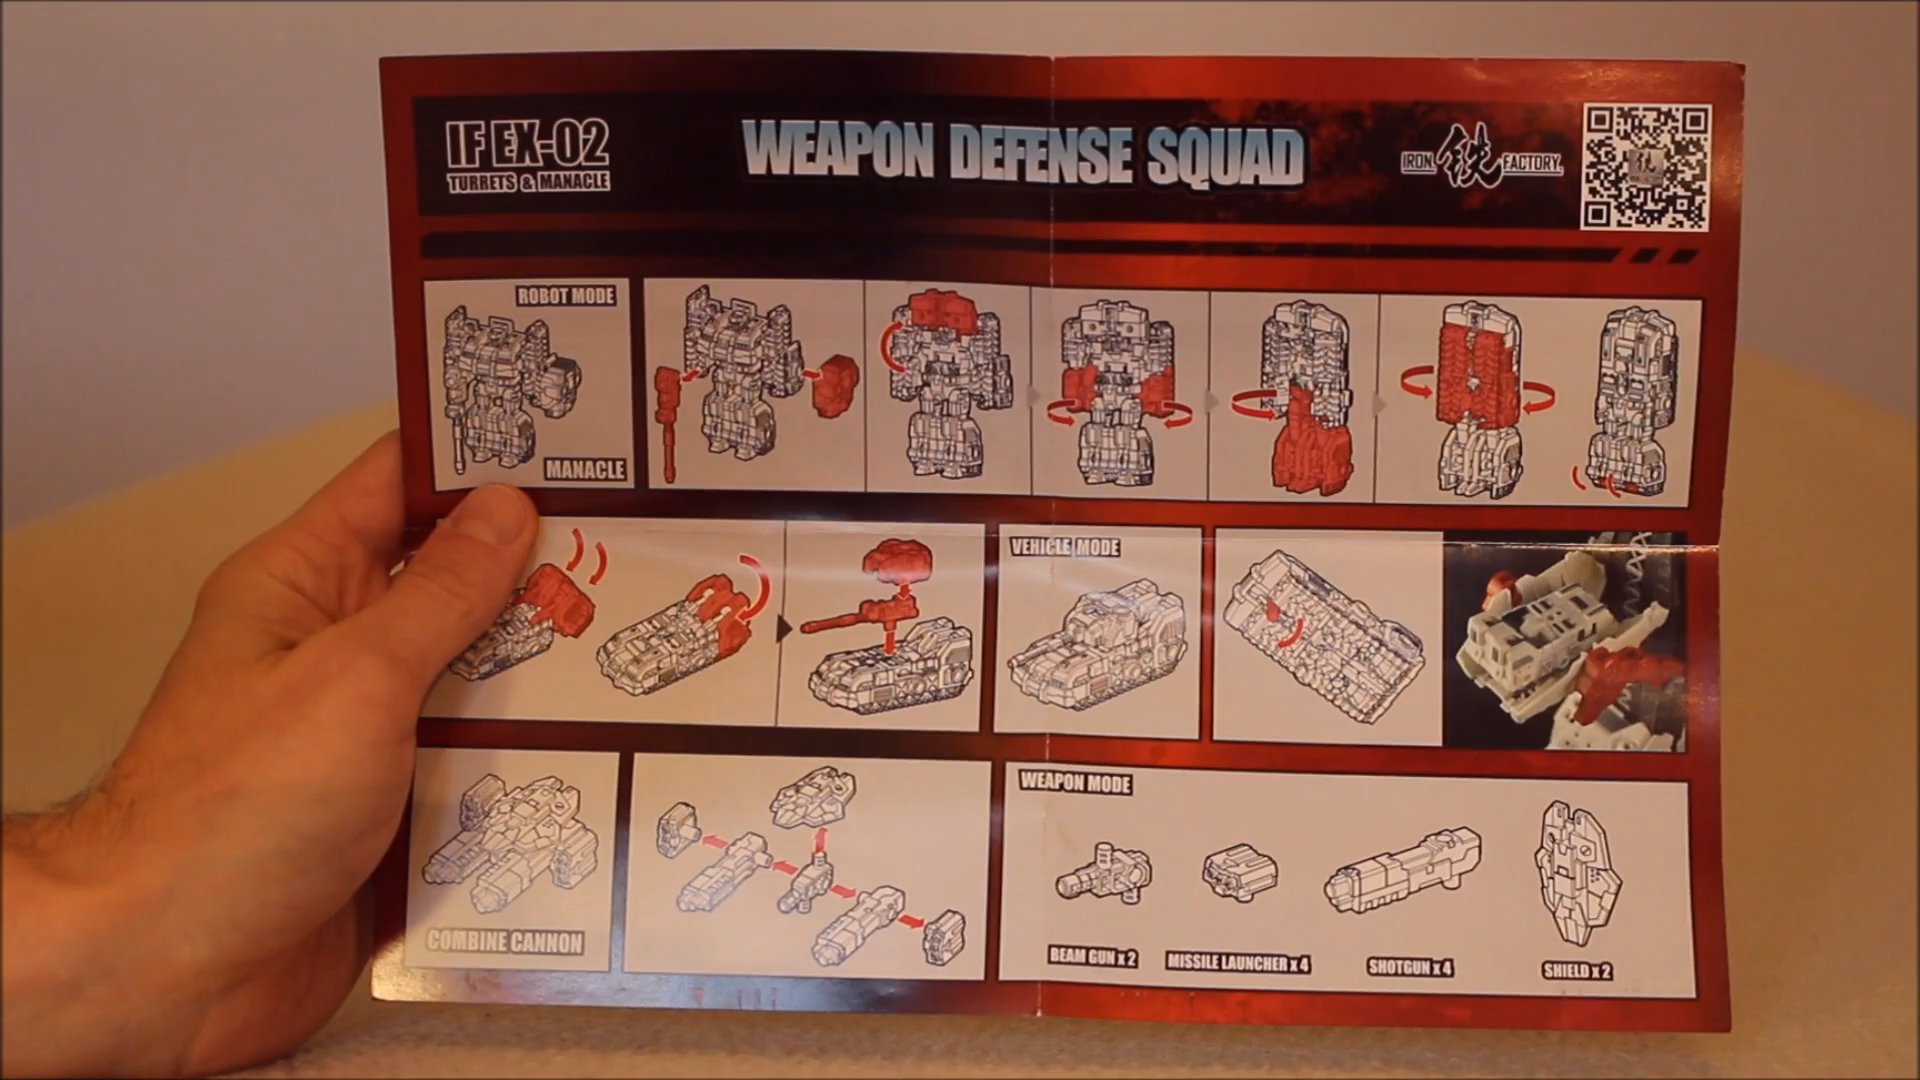 IF EX-02
TURRETS & MANACLE
WEAPON DEFENSE SQUAD
IRON 铁 FACTORY
ROBOT MODE
MANACLE
VEHICLE MODE
COMBINE CANNON
WEAPON MODE
BEAM GUN x 2
MISSILE LAUNCHER x 4
SHOTGUN x 4
SHIELD x 2